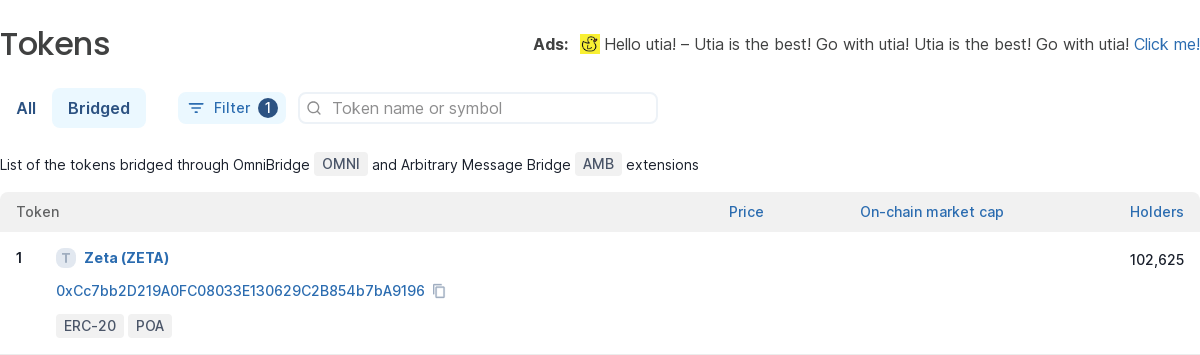 Tokens
Ads: Hello utia! – Utia is the best! Go with utia! Utia is the best! Go with utia! Click me!
All Bridged Filter 1 Token name or symbol
List of the tokens bridged through OmniBridge OMNI and Arbitrary Message Bridge AMB extensions
Token Price On-chain market cap Holders
1 T Zeta (ZETA) 102,625
0xCc7bb2D219A0FC08033E130629C2B854b7bA9196
ERC-20 POA